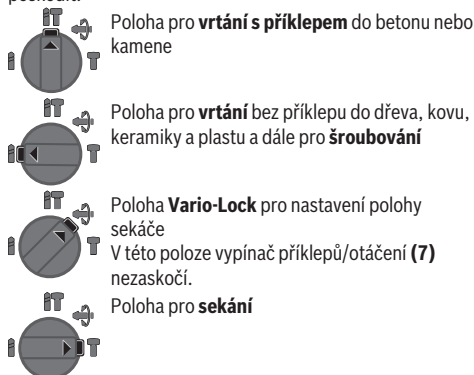 Poloha pro vrtání s příklepem do betonu nebo
kamene
Poloha pro vrtání bez příklepu do dřeva, kovu,
keramiky a plastu a dále pro šroubování
Poloha Vario-Lock pro nastavení polohy
sekáče
V této poloze vypínač příklepů/otáčení (7)
nezaskočí.
Poloha pro sekání